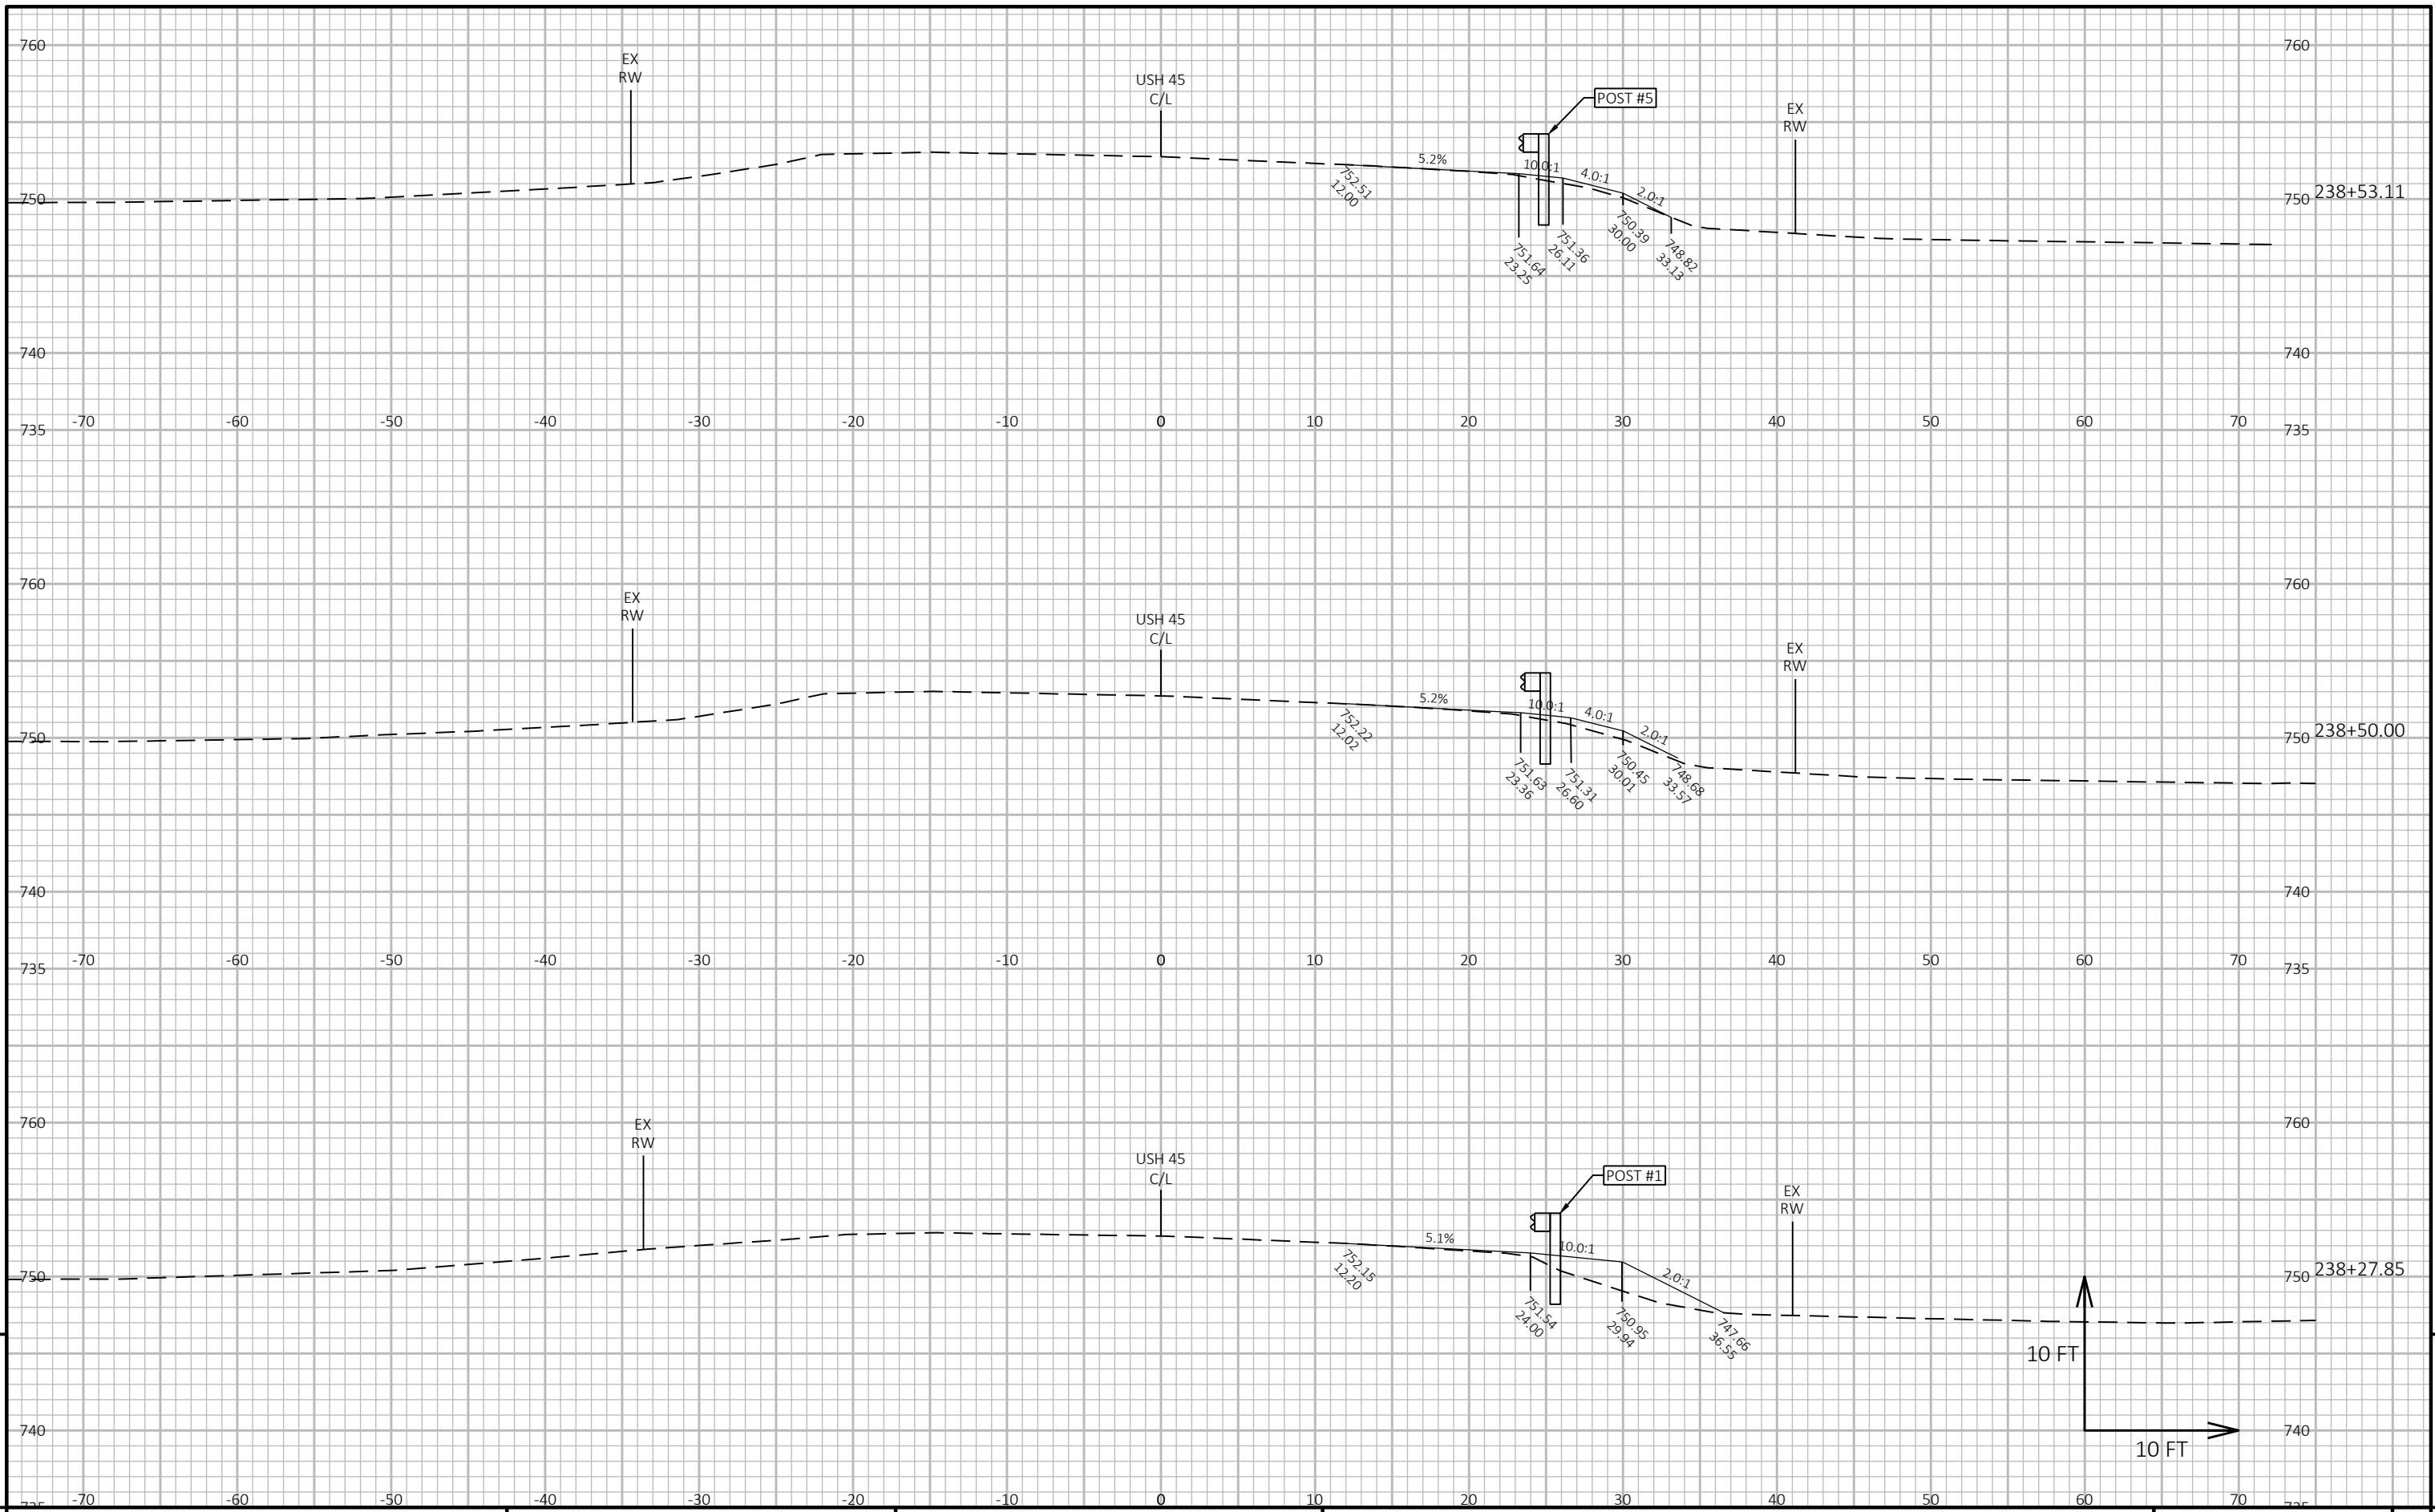 760
760
EX
RW
USH 45
C/L
POST #5
EX
RW
5.2%
10.0:1
4.0:1
2.0:1
752.51
12.00
751.64
23.25
751.36
26.11
750.39
30.00
748.82
33.13
750
750
238+53.11
740
740
-70 -60 -50 -40 -30 -20 -10 0 10 20 30 40 50 60 70
735
735
760
760
EX
RW
USH 45
C/L
EX
RW
5.2%
10.0:1
4.0:1
2.0:1
752.22
12.02
751.63
23.36
751.31
26.60
750.45
30.01
748.68
33.57
750
750
238+50.00
740
740
-70 -60 -50 -40 -30 -20 -10 0 10 20 30 40 50 60 70
735
735
760
760
EX
RW
USH 45
C/L
POST #1
EX
RW
5.1%
10.0:1
2.0:1
752.15
12.20
751.54
24.00
750.95
29.94
747.66
36.55
750
750
238+27.85
10 FT
740
740
10 FT
-70 -60 -50 -40 -30 -20 -10 0 10 20 30 40 50 60 70
735
735